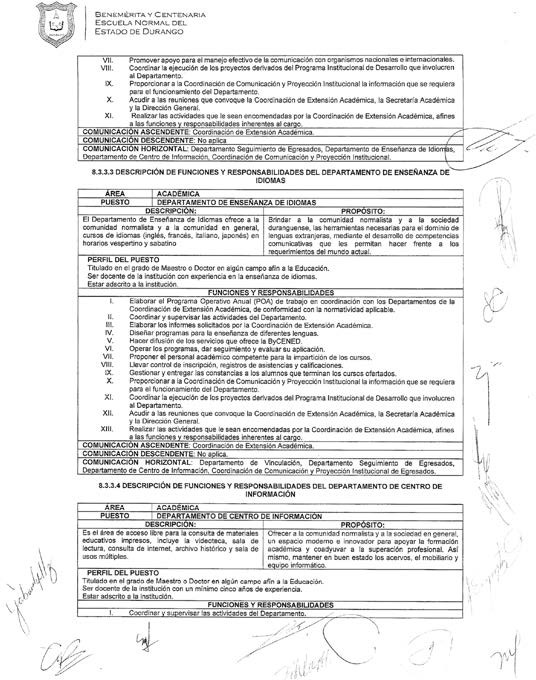 BENEMÉRITA Y CENTENARIA
ESCUELA NORMAL DEL
ESTADO DE DURANGO
VII. Promover apoyo para el manejo efectivo de la comunicación con organismos nacionales e internacionales.
VIII. Coordinar la ejecución de los proyectos derivados del Programa Institucional de Desarrollo que involucren
al Departamento.
IX. Proporcionar a la Coordinación de Comunicación y Proyección Institucional la información que se requiera
para el funcionamiento del Departamento.
X. Acudir a las reuniones que convoque la Coordinación de Extensión Académica, la Secretaría Académica
y la Dirección General.
XI. Realizar las actividades que le sean encomendadas por la Coordinación de Extensión Académica, afines
a las funciones y responsabilidades inherentes al cargo.
COMUNICACIÓN ASCENDENTE: Coordinación de Extensión Académica.
COMUNICACIÓN DESCENDENTE: No aplica
COMUNICACIÓN HORIZONTAL: Departamento Seguimiento de Egresados, Departamento de Enseñanza de Idiomas,
Departamento de Centro de Información, Coordinación de Comunicación y Proyección Institucional.
8.3.3.3 DESCRIPCIÓN DE FUNCIONES Y RESPONSABILIDADES DEL DEPARTAMENTO DE ENSEÑANZA DE
IDIOMAS
ÁREA ACADÉMICA
PUESTO DEPARTAMENTO DE ENSEÑANZA DE IDIOMAS
DESCRIPCIÓN: PROPÓSITO:
El Departamento de Enseñanza de Idiomas ofrece a la
comunidad normalista y a la comunidad en general,
cursos de idiomas (inglés, francés, italiano, japonés) en
horarios vespertino y sabatino
Brindar a la comunidad normalista y a la sociedad
duranguense, las herramientas necesarias para el dominio de
lenguas extranjeras, mediante el desarrollo de competencias
comunicativas que les permitan hacer frente a los
requerimientos del mundo actual.
PERFIL DEL PUESTO
Titulado en el grado de Maestro o Doctor en algún campo afín a la Educación.
Ser docente de la institución con experiencia en la enseñanza de idiomas.
Estar adscrito a la institución.
FUNCIONES Y RESPONSABILIDADES
I. Elaborar el Programa Operativo Anual (POA) de trabajo en coordinación con los Departamentos de la
Coordinación de Extensión Académica, de conformidad con la normatividad aplicable.
II. Coordinar y supervisar las actividades del Departamento.
III. Elaborar los informes solicitados por la Coordinación de Extensión Académica.
IV. Diseñar programas para la enseñanza de diferentes lenguas.
V. Hacer difusión de los servicios que ofrece la ByCENED.
VI. Operar los programas, dar seguimiento y evaluar su aplicación.
VII. Proponer el personal académico competente para la impartición de los cursos.
VIII. Llevar control de inscripción, registros de asistencias y calificaciones.
IX. Gestionar y entregar las constancias a los alumnos que terminan los cursos ofertados.
X. Proporcionar a la Coordinación de Comunicación y Proyección Institucional la información que se requiera
para el funcionamiento del Departamento.
XI. Coordinar la ejecución de los proyectos derivados del Programa Institucional de Desarrollo que involucren
al Departamento.
XII. Acudir a las reuniones que convoque la Coordinación de Extensión Académica, la Secretaría Académica
y la Dirección General.
XIII. Realizar las actividades que le sean encomendadas por la Coordinación de Extensión Académica, afines
a las funciones y responsabilidades inherentes al cargo.
COMUNICACIÓN ASCENDENTE: Coordinación de Extensión Académica.
COMUNICACIÓN DESCENDENTE: No aplica.
COMUNICACIÓN HORIZONTAL: Departamento de Vinculación, Departamento Seguimiento de Egresados,
Departamento de Centro de Información, Coordinación de Comunicación y Proyección Institucional de Egresados.
8.3.3.4 DESCRIPCIÓN DE FUNCIONES Y RESPONSABILIDADES DEL DEPARTAMENTO DE CENTRO DE
INFORMACIÓN
ÁREA ACADÉMICA
PUESTO DEPARTAMENTO DE CENTRO DE INFORMACIÓN
DESCRIPCIÓN: PROPÓSITO:
Es el área de acceso libre para la consulta de materiales
educativos impresos, incluye la videoteca, sala de
lectura, consulta de internet, archivo histórico y sala de
usos múltiples.
Ofrecer a la comunidad normalista y a la sociedad en general,
un espacio moderno e innovador para apoyar la formación
académica y coadyuvar a la superación profesional. Así
mismo, mantener en buen estado los acervos, el mobiliario y
equipo informático.
PERFIL DEL PUESTO
Titulado en el grado de Maestro o Doctor en algún campo afín a la Educación.
Ser docente de la institución con un mínimo cinco años de experiencia.
Estar adscrito a la institución.
FUNCIONES Y RESPONSABILIDADES
I. Coordinar y supervisar las actividades del Departamento.